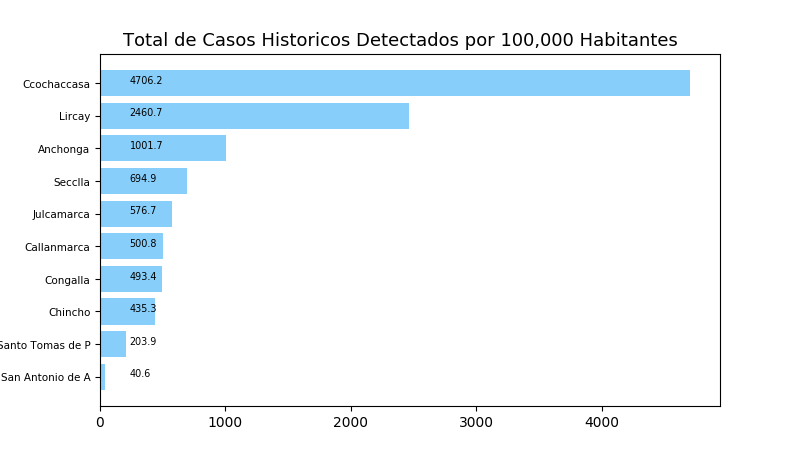 Total de Casos Historicos Detectados por 100,000 Habitantes
Ccochaccasa 4706.2
Lircay 2460.7
Anchonga 1001.7
Secclla 694.9
Julcamarca 576.7
Callanmarca 500.8
Congalla 493.4
Chincho 435.3
Santo Tomas de P 203.9
San Antonio de A 40.6
0 1000 2000 3000 4000